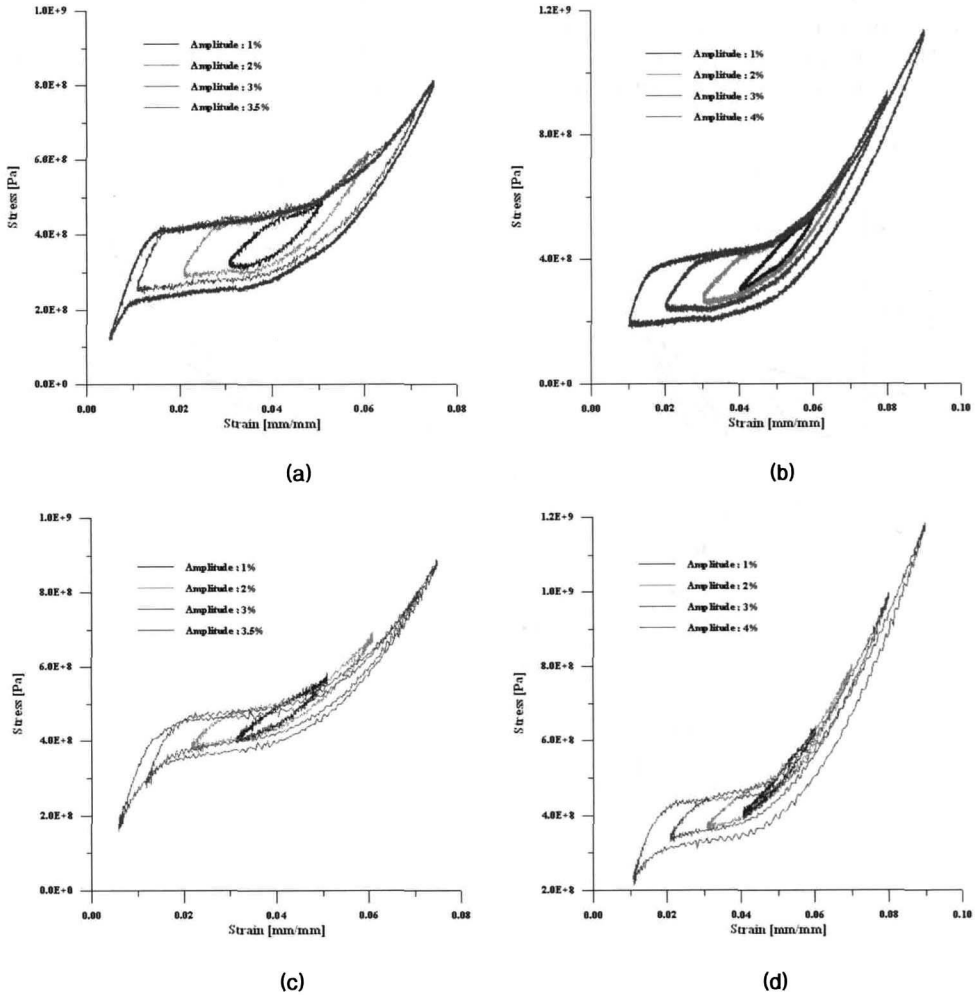 1.0E+9
Amplitude : 1%
Amplitude : 2%
8.0E+8
Amplitude : 3%
Amplitude : 3.5%
6.0E+8
Stress [Pa]
4.0E+8
2.0E+8
0.0E+0
0.00 0.02 0.04 0.06 0.08
Strain [mm/mm]
(a)
1.2E+9
Amplitude : 1%
Amplitude : 2%
Amplitude : 3%
Amplitude : 4%
8.0E+8
Stress [Pa]
4.0E+8
0.0E+0
0.00 0.02 0.04 0.06 0.08 0.10
Strain [mm/mm]
(b)
1.0E+9
Amplitude : 1%
Amplitude : 2%
8.0E+8
Amplitude : 3%
Amplitude : 3.5%
6.0E+8
Stress [Pa]
4.0E+8
2.0E+8
0.0E+0
0.00 0.02 0.04 0.06 0.08
Strain [mm/mm]
(c)
1.2E+9
Amplitude : 1%
Amplitude : 2%
1.0E+9
Amplitude : 3%
Amplitude : 4%
8.0E+8
Stress [Pa]
6.0E+8
4.0E+8
2.0E+8
0.00 0.02 0.04 0.06 0.08 0.10
Strain [mm/mm]
(d)